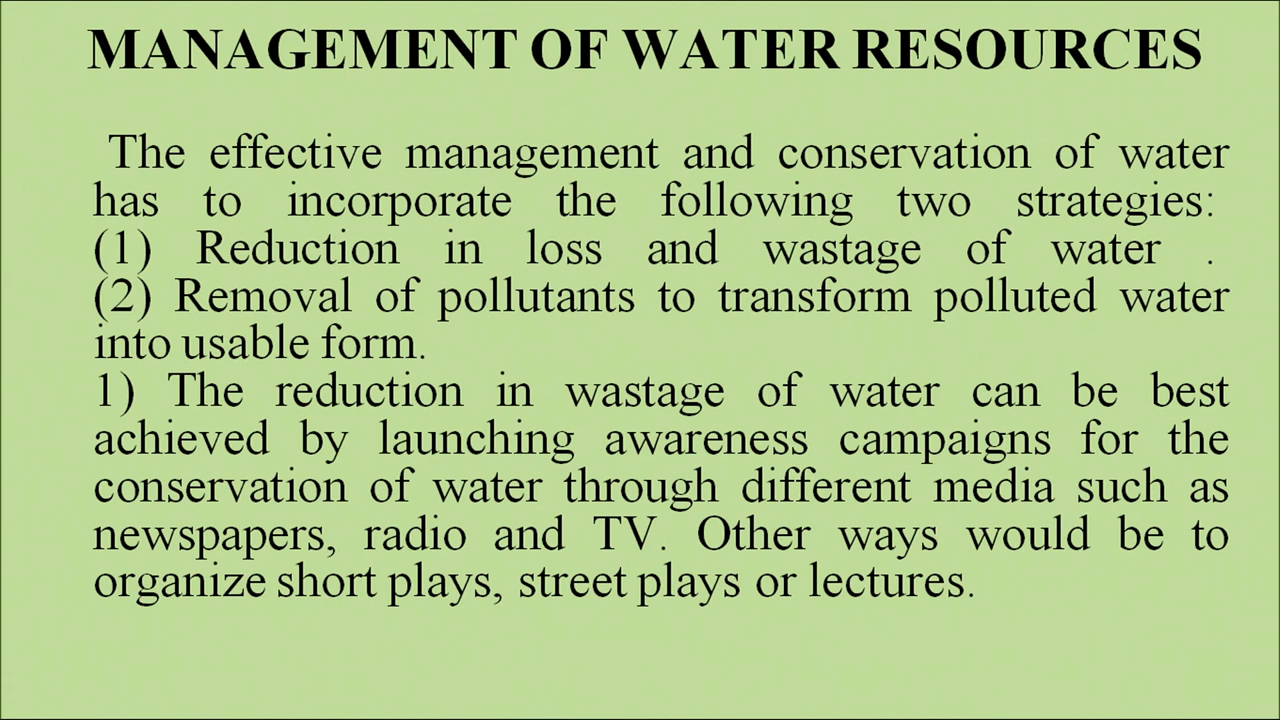 MANAGEMENT OF WATER RESOURCES
The effective management and conservation of water
has to incorporate the following two strategies:
(1) Reduction in loss and wastage of water .
(2) Removal of pollutants to transform polluted water
into usable form.
1) The reduction in wastage of water can be best
achieved by launching awareness campaigns for the
conservation of water through different media such as
newspapers, radio and TV. Other ways would be to
organize short plays, street plays or lectures.